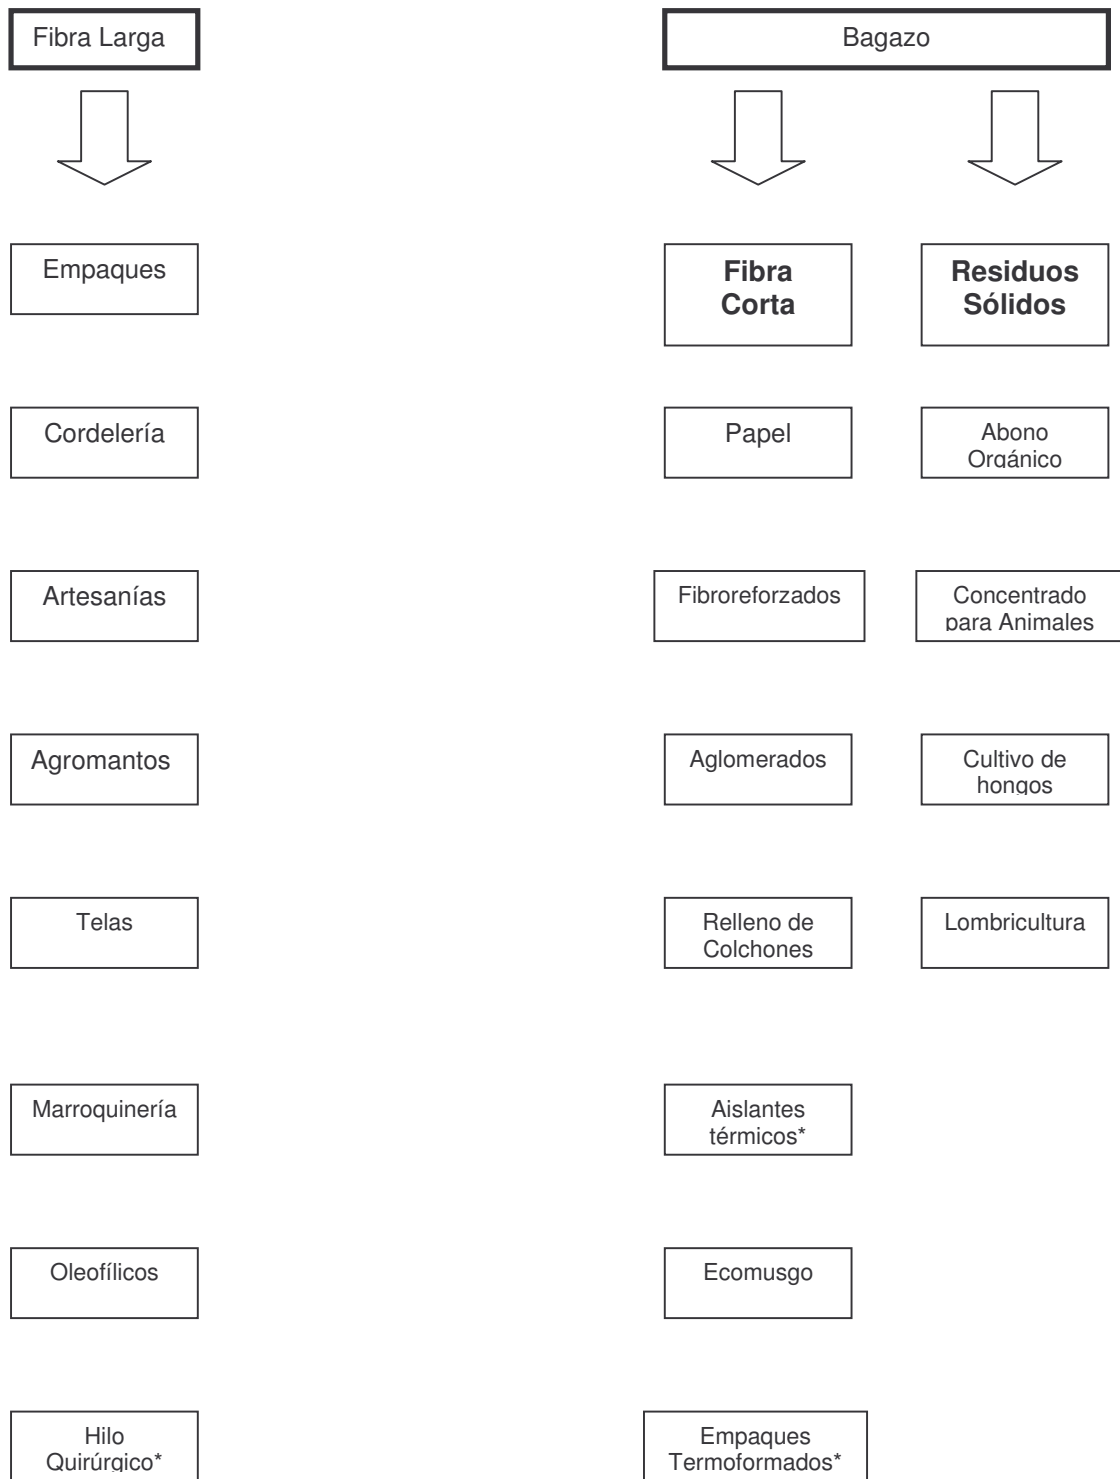 Fibra Larga
Bagazo
Empaques
Fibra
Corta
Residuos
Sólidos
Cordelería
Papel
Abono
Orgánico
Artesanías
Fibroreforzados
Concentrado
para Animales
Agromantos
Aglomerados
Cultivo de
hongos
Telas
Relleno de
Colchones
Lombricultura
Marroquinería
Aislantes
térmicos*
Oleofílicos
Ecomusgo
Hilo
Quirúrgico*
Empaques
Termoformados*